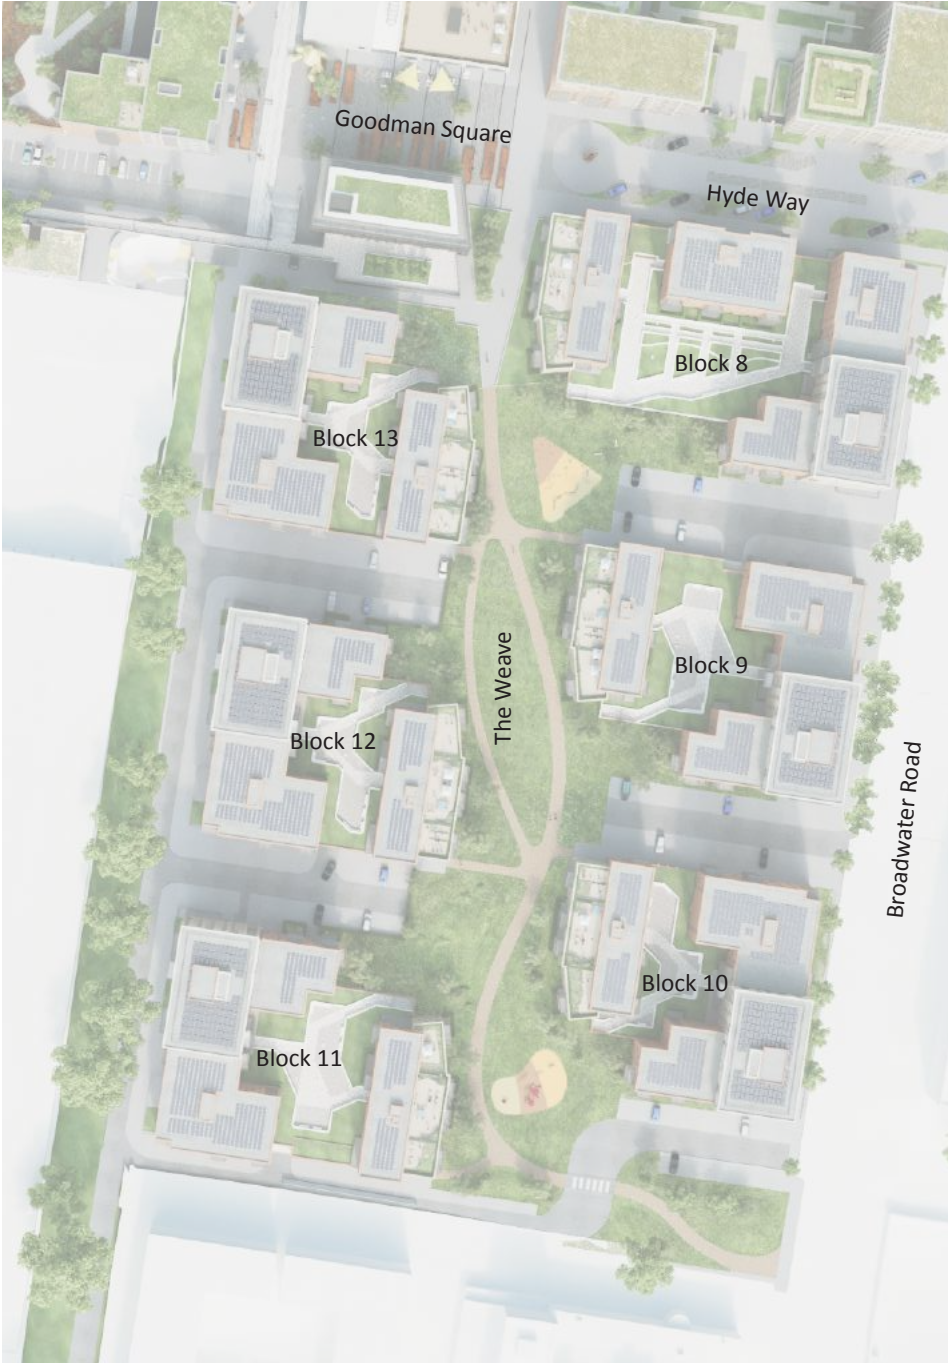 Goodman Square
Hyde Way
Block 8
Block 13
The Weave
Block 9
Block 12
Broadwater Road
Block 10
Block 11